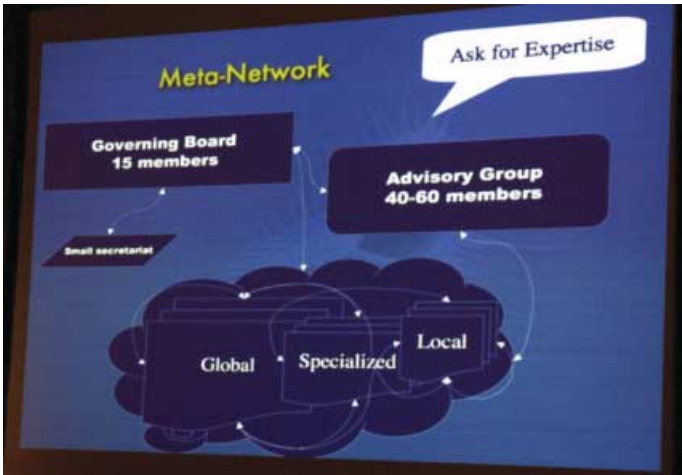 Meta-Network
Ask for Expertise
Governing Board
15 members
Advisory Group
40-60 members
Small secretariat
Global
Specialized
Local